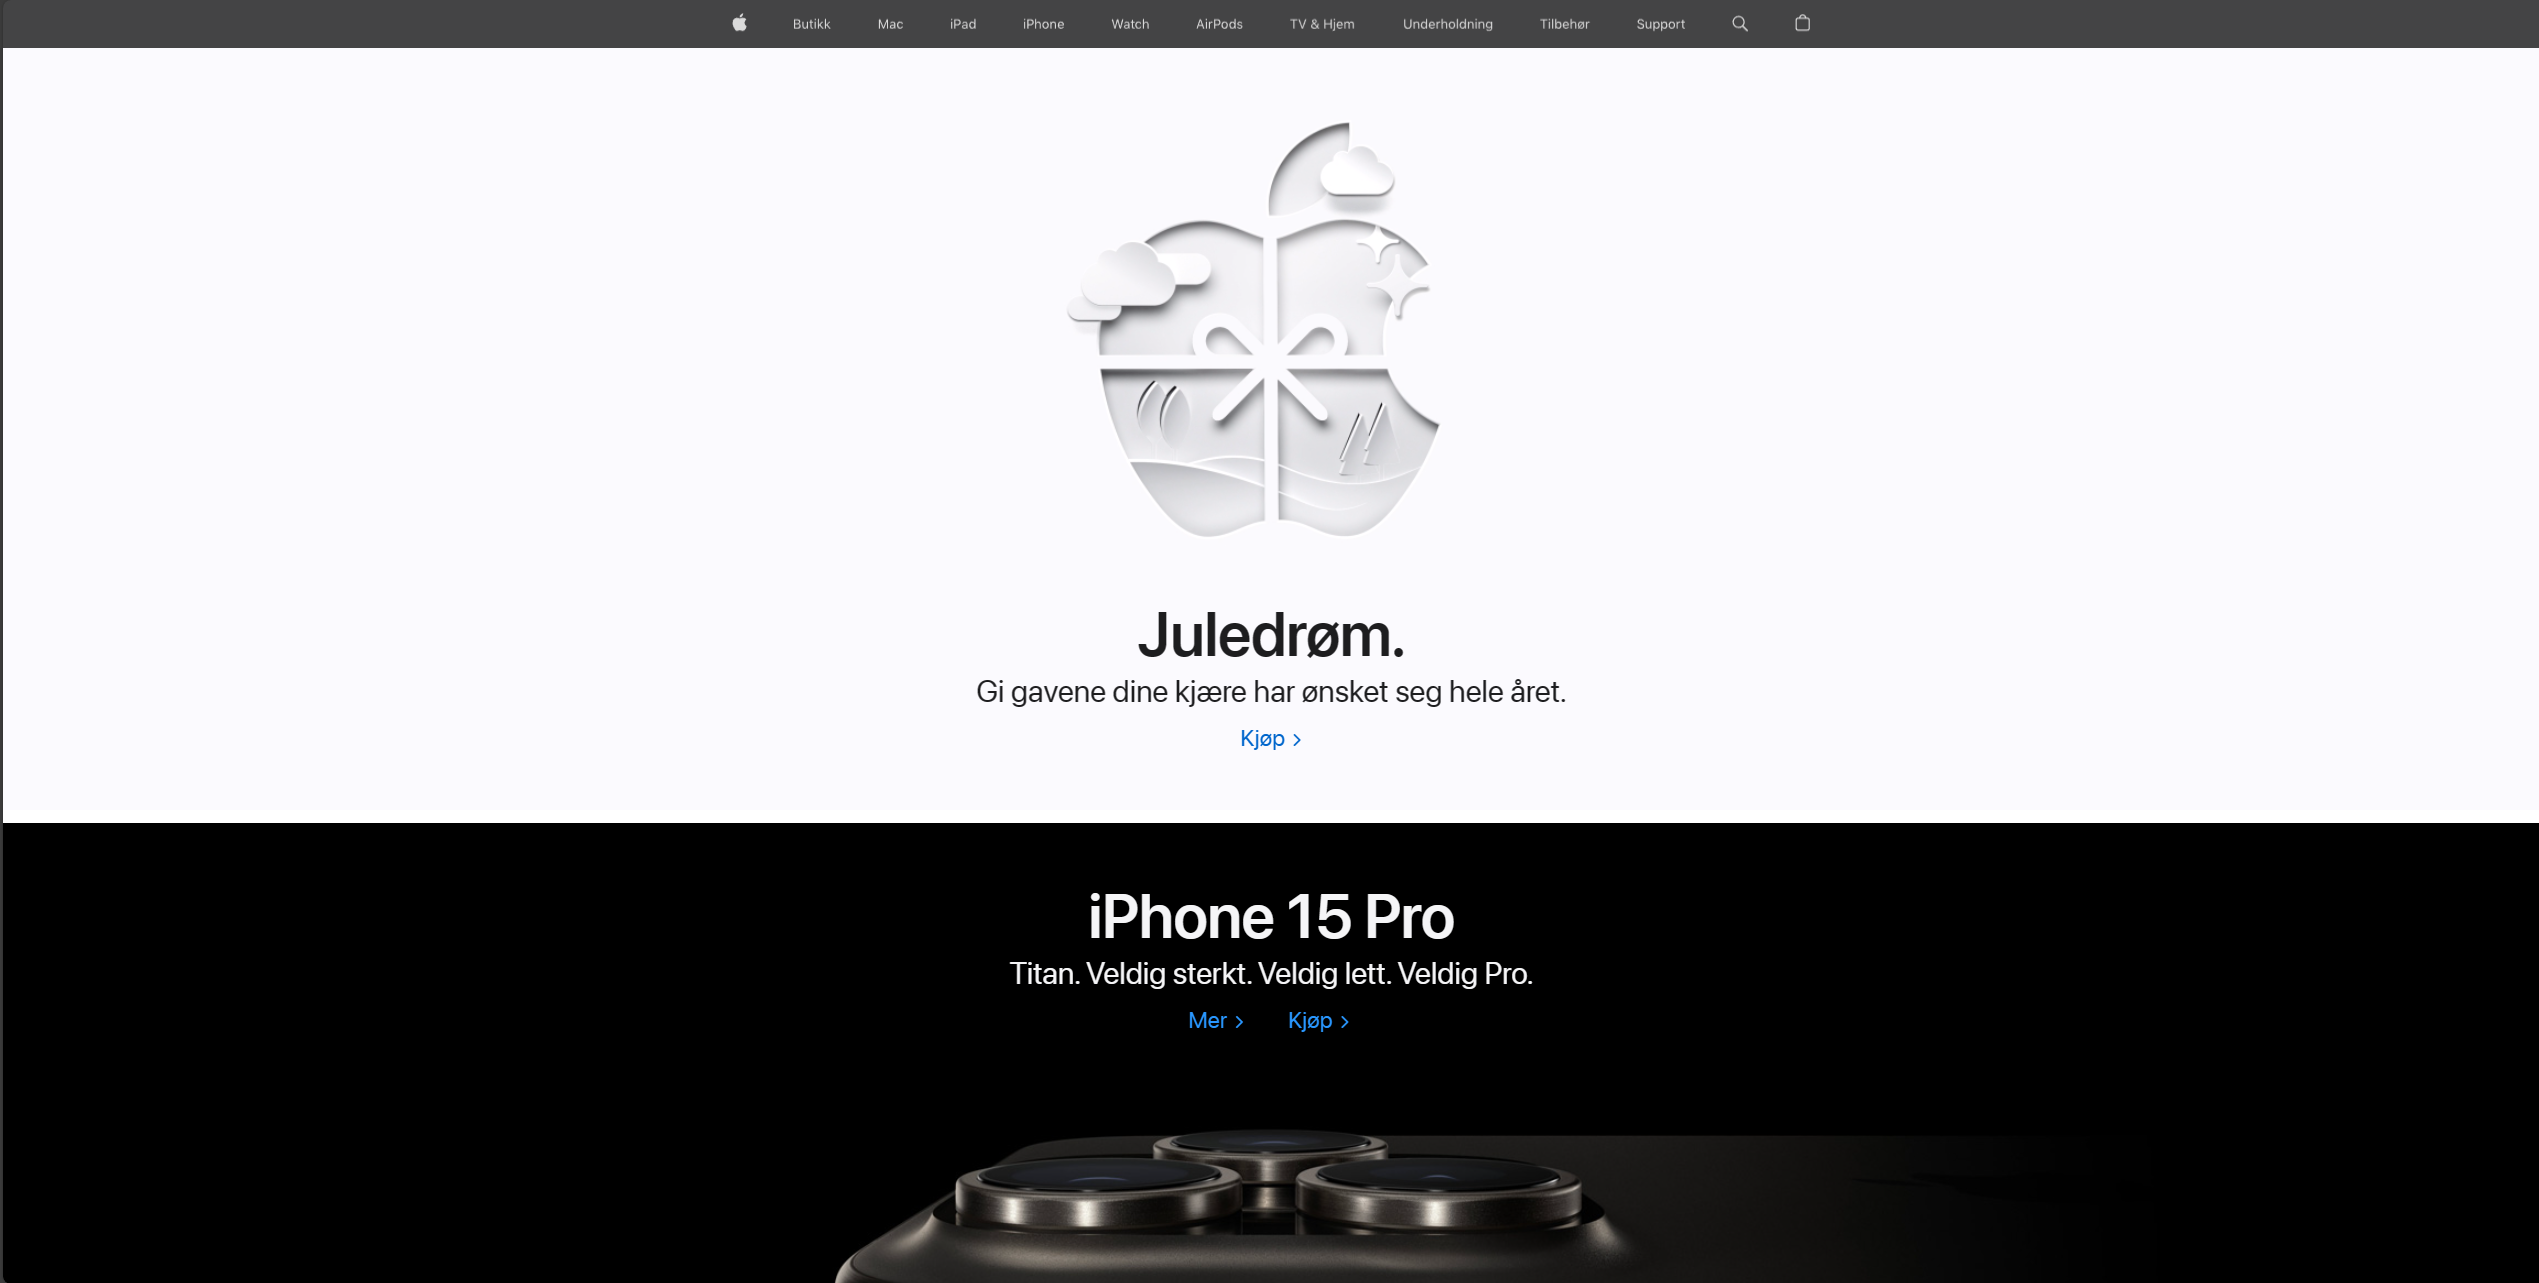 Butikk Mac iPad iPhone Watch AirPods TV & Hjem Underholdning Tilbehør Support
Juledrøm.
Gi gavene dine kjære har ønsket seg hele året.
Kjøp >
iPhone 15 Pro
Titan. Veldig sterkt. Veldig lett. Veldig Pro.
Mer > Kjøp >